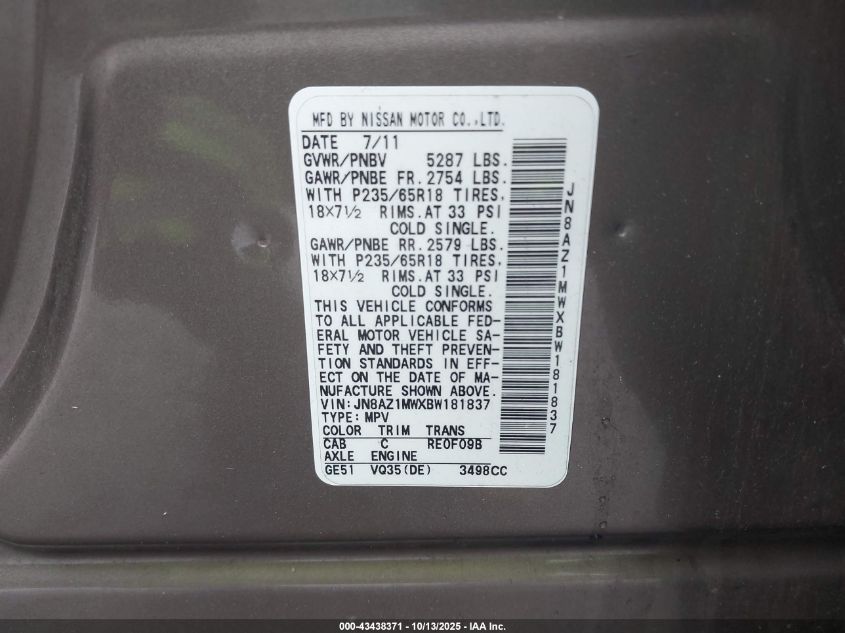 MFD BY NISSAN MOTOR CO.,LTD.
DATE 7/11
GVWR/PNBV 5287 LBS.
GAWR/PNBE FR. 2754 LBS.
WITH P235/65R18 TIRES,
18×7½ RIMS.AT 33 PSI
COLD SINGLE.
GAWR/PNBE RR. 2579 LBS.
WITH P235/65R18 TIRES,
18×7½ RIMS.AT 33 PSI
COLD SINGLE.
THIS VEHICLE CONFORMS
TO ALL APPLICABLE FED-
ERAL MOTOR VEHICLE SA-
FETY AND THEFT PREVEN-
TION STANDARDS IN EFF-
ECT ON THE DATE OF MA-
NUFACTURE SHOWN ABOVE.
VIN:JN8AZ1MWXBW181837
TYPE: MPV
COLOR TRIM TRANS
CAB C RE0F09B
AXLE ENGINE
GE51 VQ35(DE) 3498CC
JN8AZ1MWXBW181837
000-43438371 | 10/13/2025 - IAA Inc.